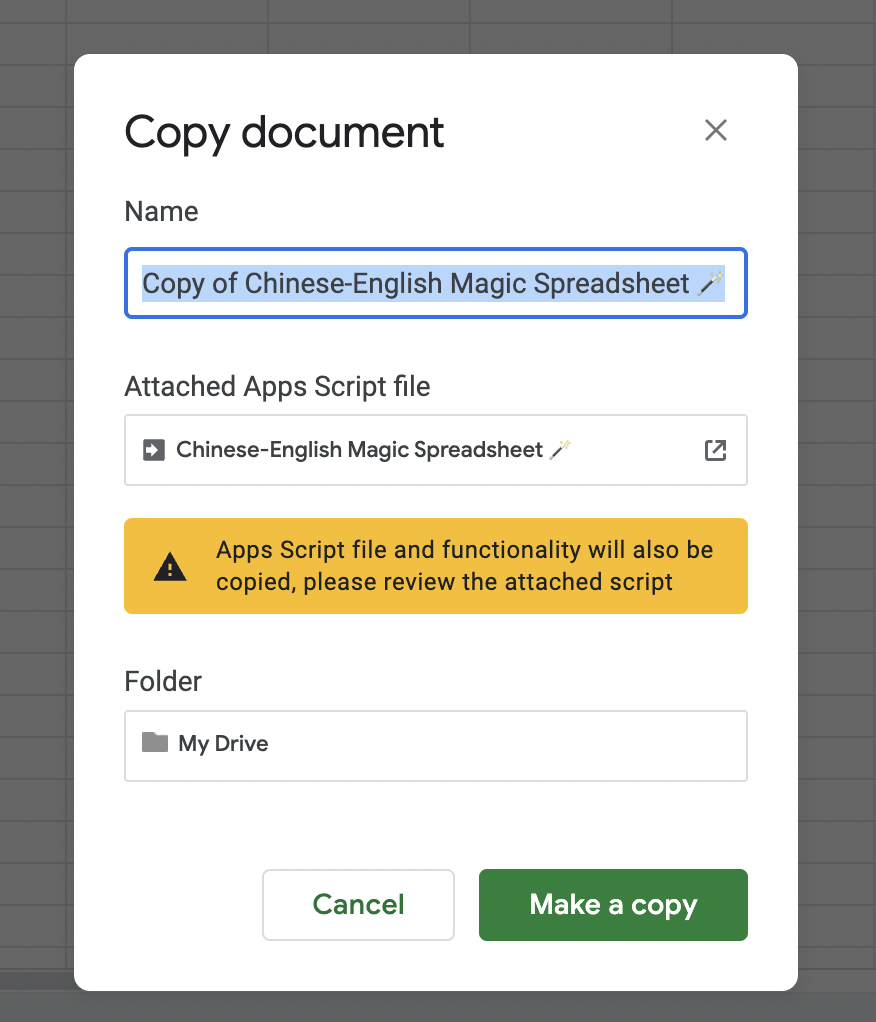 Copy document
Name
Copy of Chinese-English Magic Spreadsheet 🪄
Attached Apps Script file
Chinese-English Magic Spreadsheet 🪄
Apps Script file and functionality will also be
copied, please review the attached script
Folder
My Drive
Cancel
Make a copy